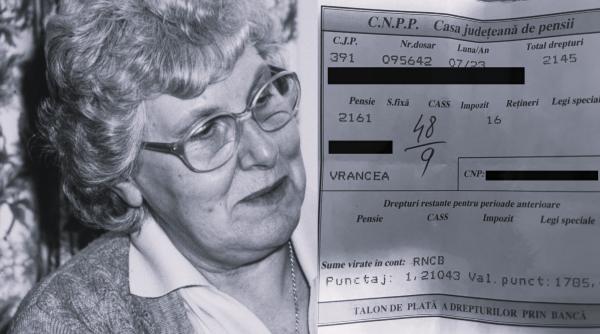 C.N.P.P. Casa județeană de pensii
C.J.P. Nr.dosar Luna/An Total drepturi
391 095642 07/23 2145
Pensie S.fixă CASS Impozit Rețineri Legi speciale
2161 16
48
9
VRANCEA CNP:
Drepturi restante pentru perioade anterioare
Pensie CASS Impozit Legi speciale
Sume virate in cont: RNCB
Punctaj: 1,21043 Val.punct:1785,
TALON DE PLATĂ A DREPTURILOR PRIN BANCĂ